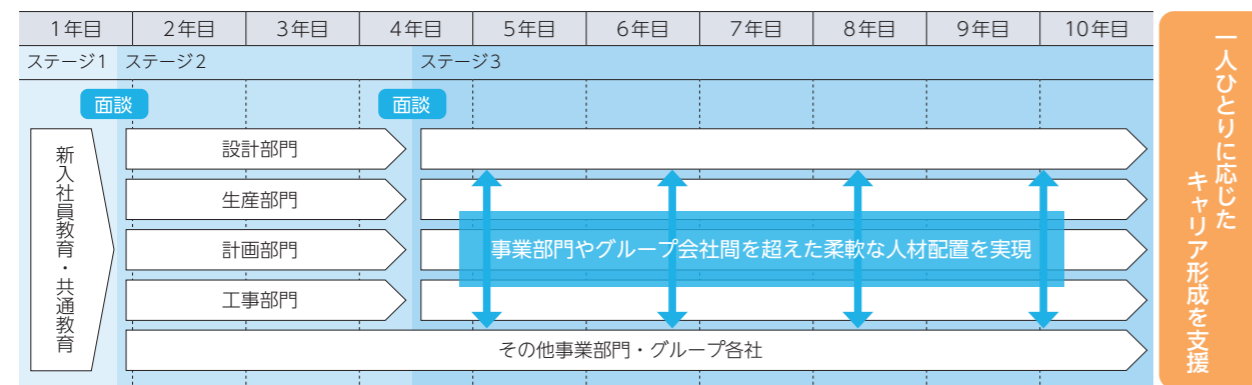 1年目
2年目
3年目
4年目
5年目
6年目
7年目
8年目
9年目
10年目
ステージ1
ステージ2
ステージ3
面談
面談
新入社員教育・共通教育
設計部門
生産部門
計画部門
工事部門
事業部門やグループ会社間を超えた柔軟な人材配置を実現
その他事業部門・グループ各社
一人ひとりに応じた
キャリア形成を支援